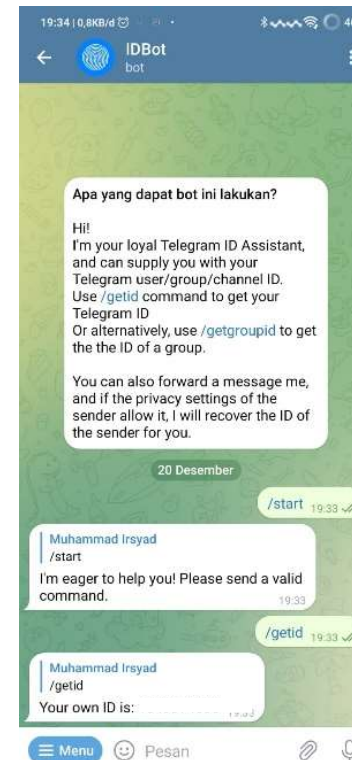 19:34 | 0,8KB/d
IDBot
bot
Apa yang dapat bot ini lakukan?
Hi!
I'm your loyal Telegram ID Assistant,
and can supply you with your
Telegram user/group/channel ID.
Use /getid command to get your
Telegram ID
Or alternatively, use /getgroupid to get
the the ID of a group.
You can also forward a message me,
and if the privacy settings of the
sender allow it, I will recover the ID of
the sender for you.
20 Desember
/start 19:33
Muhammad Irsyad
/start
I'm eager to help you! Please send a valid
command. 19:33
/getid 19:33
Muhammad Irsyad
/getid
Your own ID is:
Menu Pesan